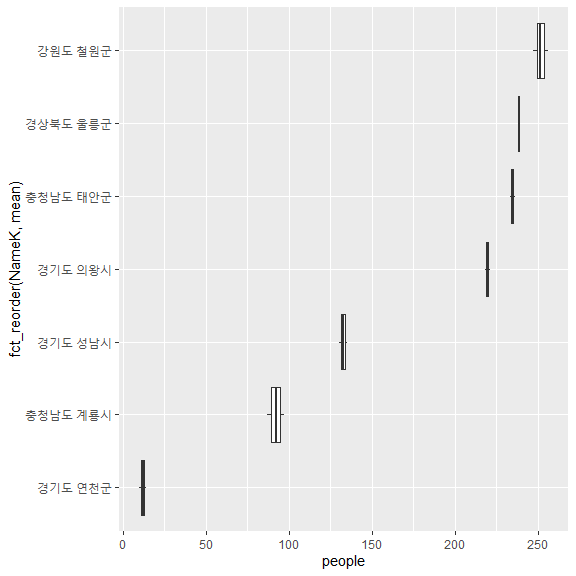 강원도 철원군
경상북도 울릉군
충청남도 태안군
경기도 의왕시
경기도 성남시
충청남도 계룡시
경기도 연천군
fct_reorder(NameK, mean)
0 50 100 150 200 250
people